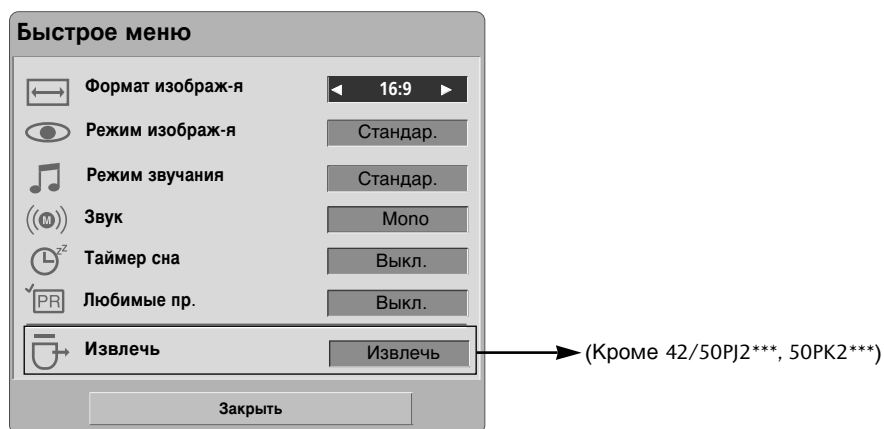 Быстрое меню
Формат изображ-я ◄ 16:9 ►
Режим изображ-я Стандар.
Режим звучания Стандар.
(M) Звук Mono
zZ Таймер сна Выкл.
PR Любимые пр. Выкл.
Извлечь Извлечь (Кроме 42/50PJ2***, 50PK2***)
Закрыть